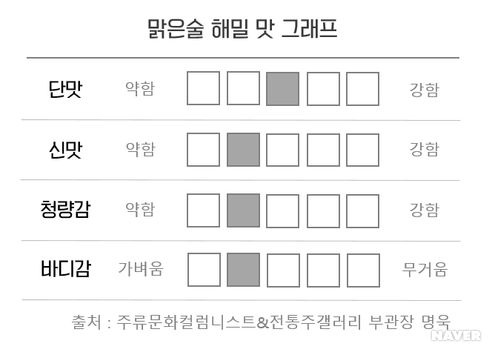 맑은술 해밀 맛 그래프
단맛 약함 강함
신맛 약함 강함
청량감 약함 강함
바디감 가벼움 무거움
출처 : 주류문화컬럼니스트&전통주갤러리 부관장 명욱
NAVER